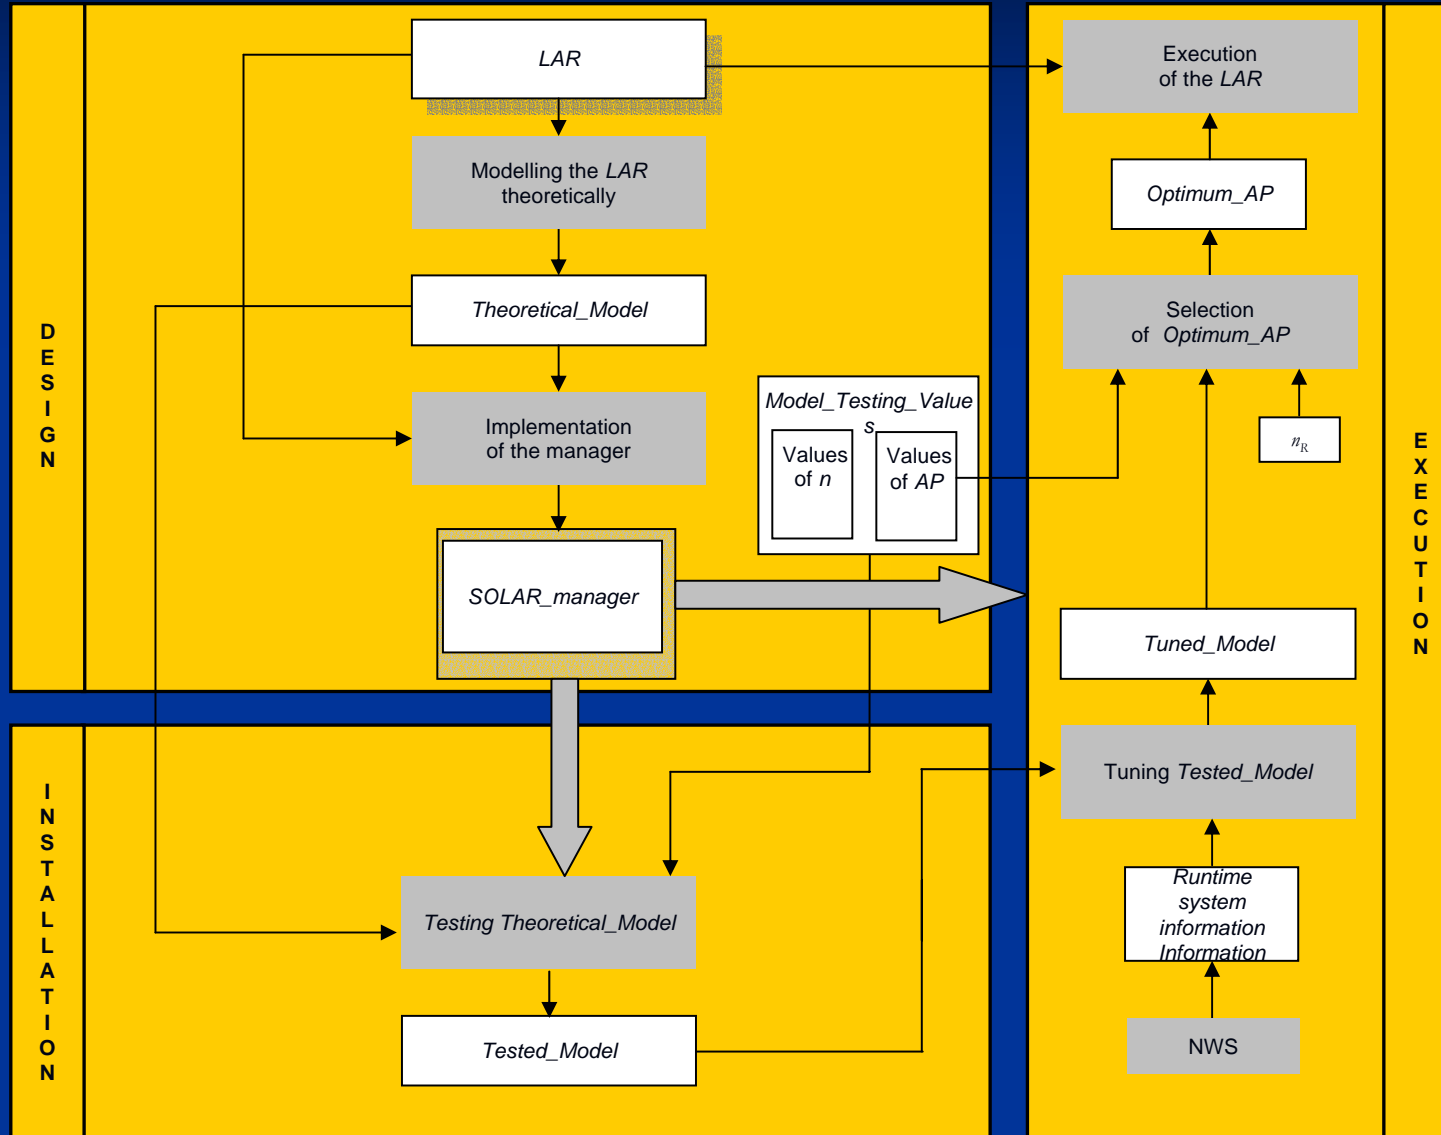 LAR
Modelling the LAR
theoretically
Theoretical_Model
Implementation
of the manager
SOLAR_manager
D
E
S
I
G
N
Model_Testing_Value
s
Values
of n
Values
of AP
I
N
S
T
A
L
L
A
T
I
O
N
Testing Theoretical_Model
Tested_Model
Execution
of the LAR
Optimum_AP
Selection
of Optimum_AP
nR
Tuned_Model
Tuning Tested_Model
Runtime
system
information
Information
NWS
E
X
E
C
U
T
I
O
N